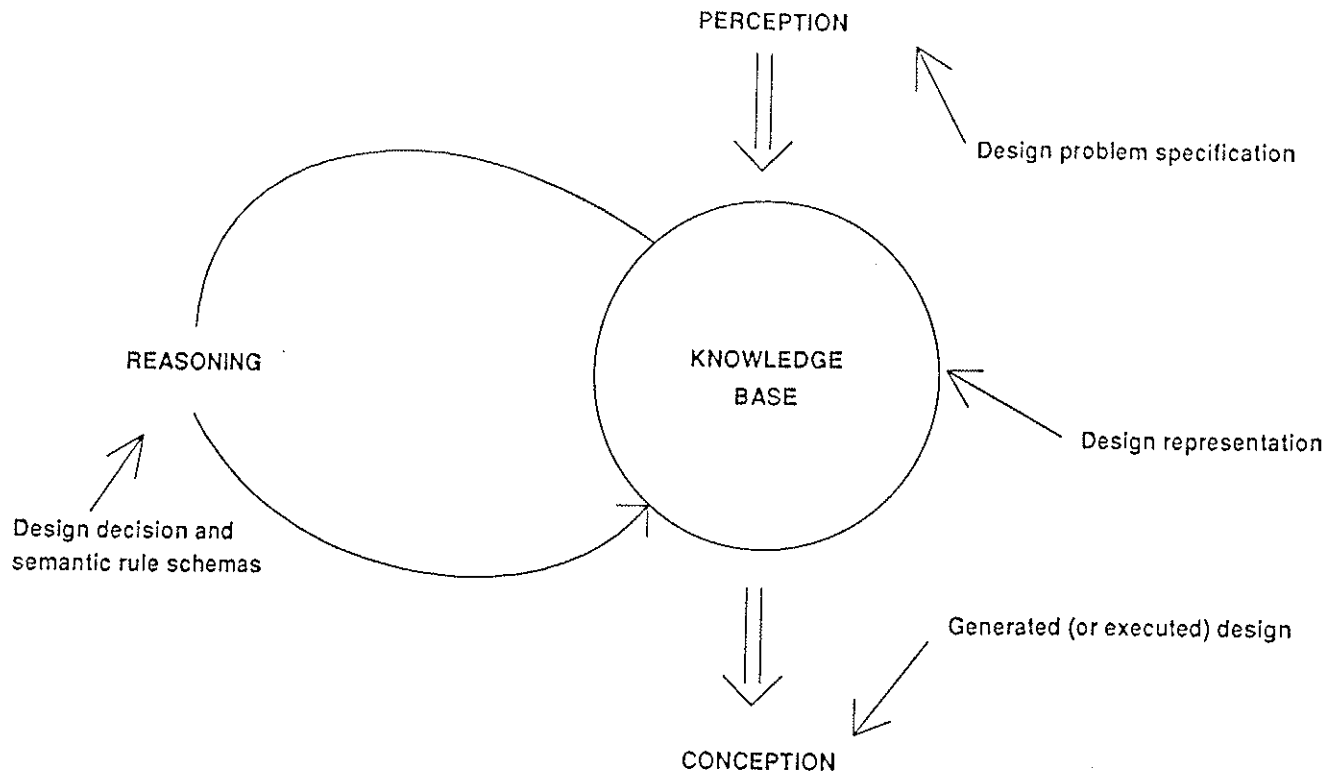 PERCEPTION
Design problem specification
REASONING
KNOWLEDGE
BASE
Design representation
Design decision and
semantic rule schemas
Generated (or executed) design
CONCEPTION